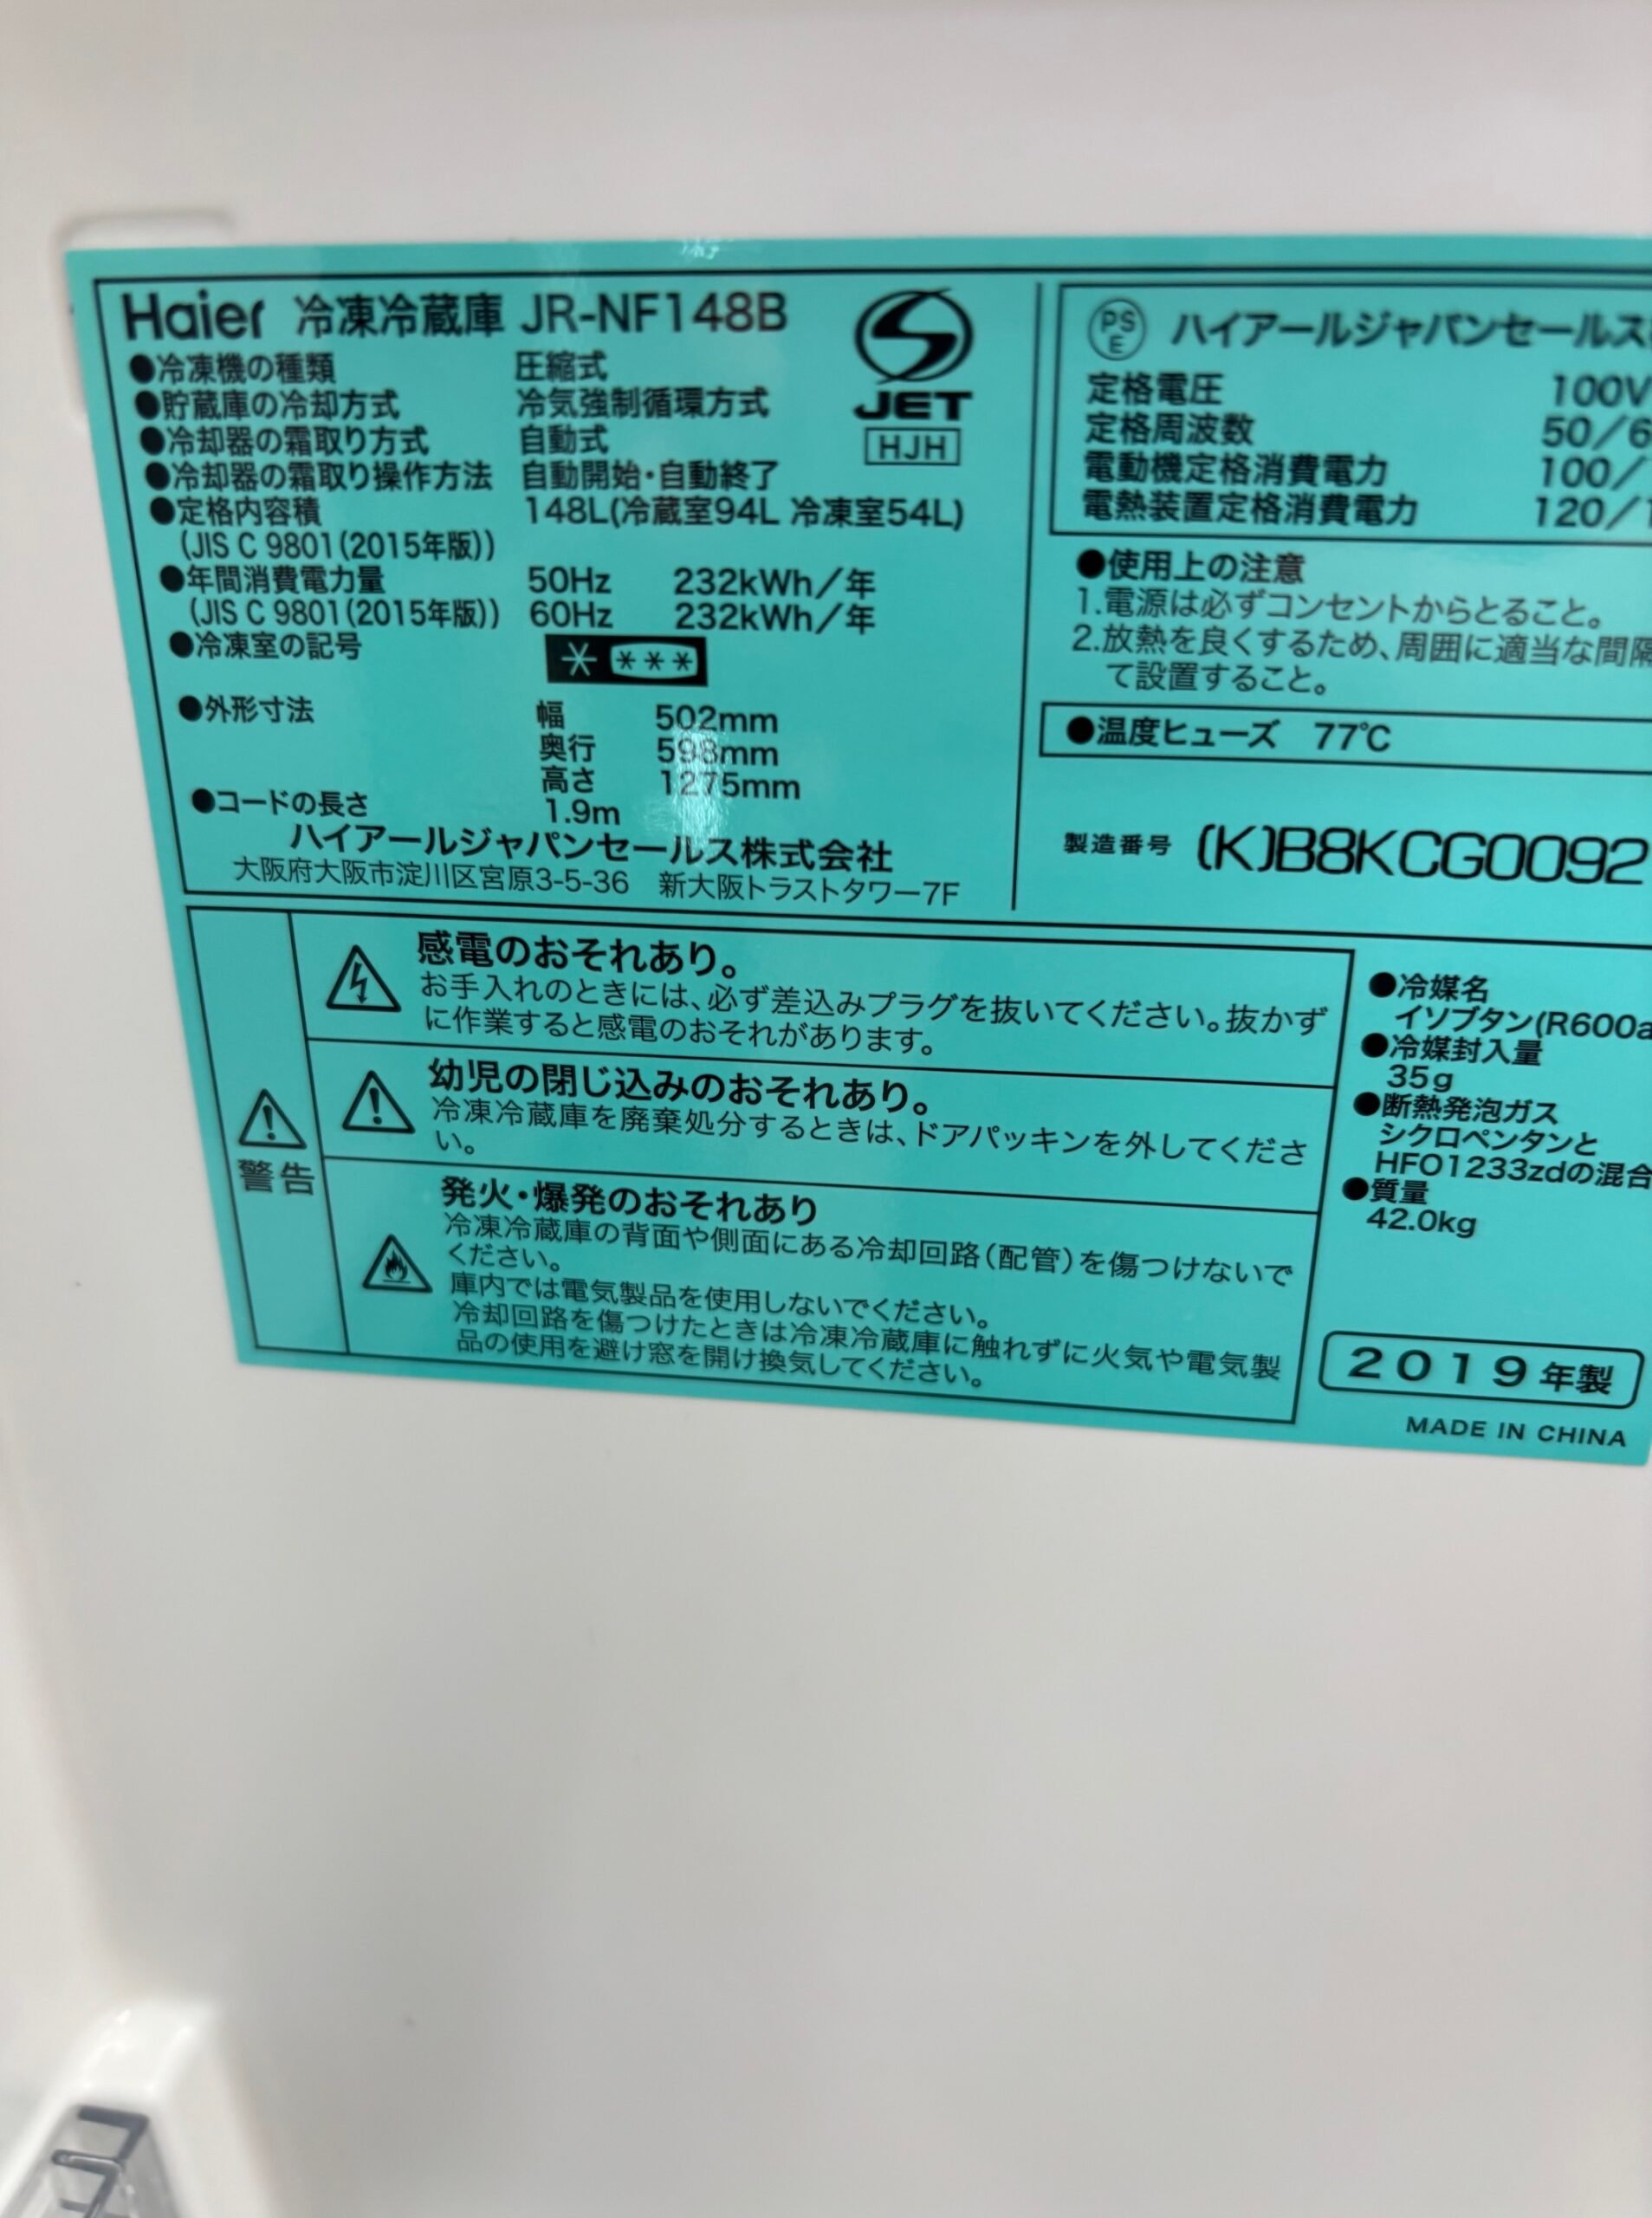 Haier 冷凍冷蔵庫 JR-NF148B
●冷凍機の種類 圧縮式
●貯蔵庫の冷却方式 冷気強制循環方式
●冷却器の霜取り方式 自動式
●冷却器の霜取り操作方法 自動開始・自動終了
●定格内容積 148L(冷蔵室94L 冷凍室54L)
(JIS C 9801(2015年版))
●年間消費電力量 50Hz 232kWh/年
(JIS C 9801(2015年版)) 60Hz 232kWh/年
●冷凍室の記号 * ***
●外形寸法 幅 502mm
奥行 598mm
高さ 1275mm
●コードの長さ 1.9m
ハイアールジャパンセールス株式会社
大阪府大阪市淀川区宮原3-5-36 新大阪トラストタワー7F
JET
HJH
PS
E
ハイアールジャパンセールス
定格電圧 100V
定格周波数 50/6
電動機定格消費電力 100/
電熱装置定格消費電力 120/1
●使用上の注意
1.電源は必ずコンセントからとること。
2.放熱を良くするため、周囲に適当な間隔
て設置すること。
●温度ヒューズ 77℃
製造番号 (K)B8KCG0092
警告
感電のおそれあり。
お手入れのときには、必ず差込みプラグを抜いてください。抜かず
に作業すると感電のおそれがあります。
幼児の閉じ込みのおそれあり。
冷凍冷蔵庫を廃棄処分するときは、ドアパッキンを外してくださ
い。
発火・爆発のおそれあり
冷凍冷蔵庫の背面や側面にある冷却回路(配管)を傷つけないで
ください。
庫内では電気製品を使用しないでください。
冷却回路を傷つけたときは冷凍冷蔵庫に触れずに火気や電気製
品の使用を避け窓を開け換気してください。
●冷媒名
イソブタン(R600a
●冷媒封入量
35g
●断熱発泡ガス
シクロペンタンと
HFO1233zdの混合
●質量
42.0kg
2019年製
MADE IN CHINA